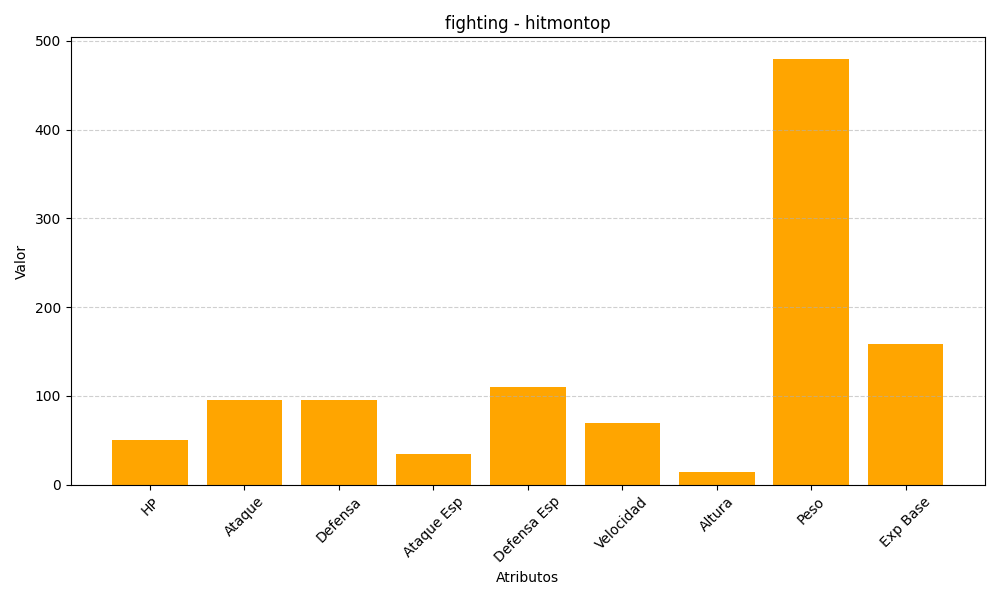 fighting - hitmontop
500
400
300
200
100
0
Valor
HP
Ataque
Defensa
Ataque Esp
Defensa Esp
Velocidad
Altura
Peso
Exp Base
Atributos